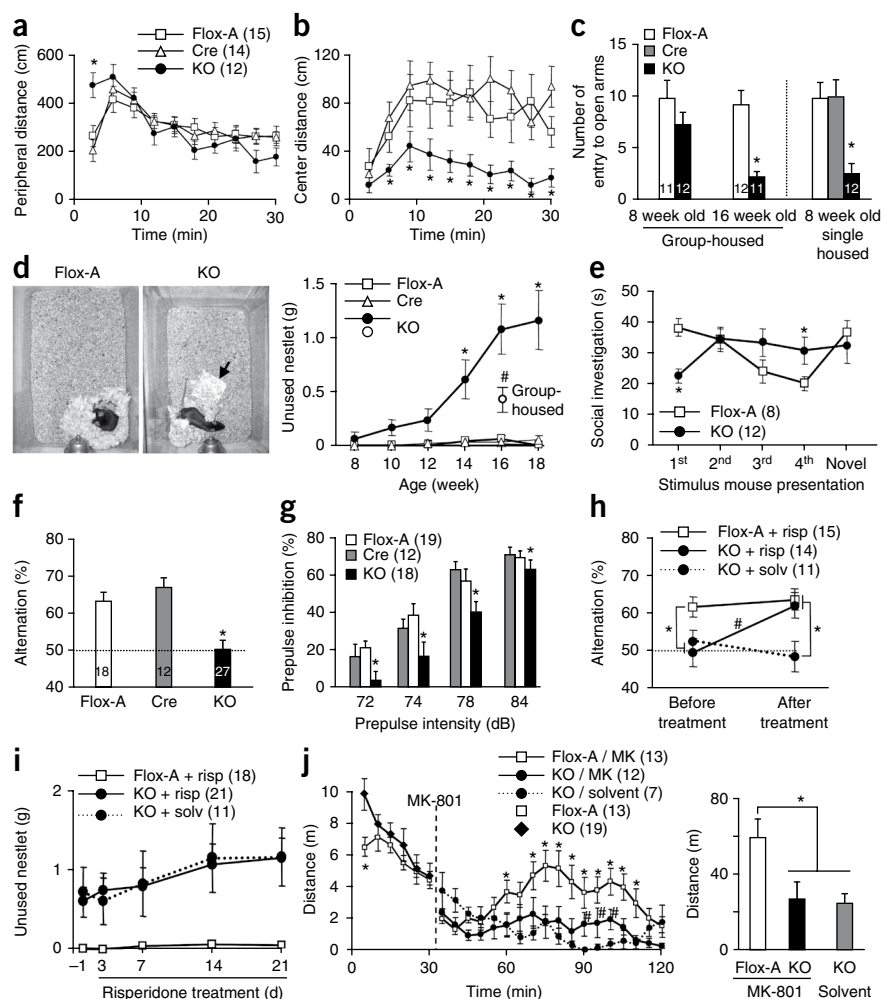 a
Flox-A (15)
Cre (14)
KO (12)
Peripheral distance (cm)
600
400
200
0
*
0 10 20 30
Time (min)
b
Center distance (cm)
120
80
40
0
* * * * * * * * *
0 10 20 30
Time (min)
c
Flox-A
Cre
KO
Number of
entry to open arms
15
10
5
0
* *
11 12 12 11 12
8 week old 16 week old 8 week old
Group-housed
single
housed
d
Flox-A KO
Unused nestlet (g)
1.5
1.0
0.5
0
Flox-A
Cre
KO
* * *
#
Group-
housed
8 10 12 14 16 18
Age (week)
e
Social investigation (s)
50
40
30
20
10
0
*
*
Flox-A (8)
KO (12)
1st 2nd 3rd 4th Novel
Stimulus mouse presentation
f
Alternation (%)
80
70
60
50
40
*
18 12 27
Flox-A Cre KO
g
Flox-A (19)
Cre (12)
KO (18)
Prepulse inhibition (%)
80
60
40
20
0
* * * *
72 74 78 84
Prepulse intensity (dB)
h
Flox-A + risp (15)
KO + risp (14)
KO + solv (11)
Alternation (%)
80
70
60
50
40
* # *
Before
treatment
After
treatment
i
Flox-A + risp (18)
KO + risp (21)
KO + solv (11)
Unused nestlet (g)
2
1
0
–1 3 7 14 21
Risperidone treatment (d)
j
Flox-A / MK (13)
KO / MK (12)
KO / solvent (7)
Flox-A (13)
KO (19)
MK-801
Distance (m)
10
8
6
4
2
0
*
* * * * * * * * *
# # #
0 30 60 90 120
Time (min)
Distance (m)
80
60
40
20
0
*
Flox-A KO KO
MK-801 Solvent